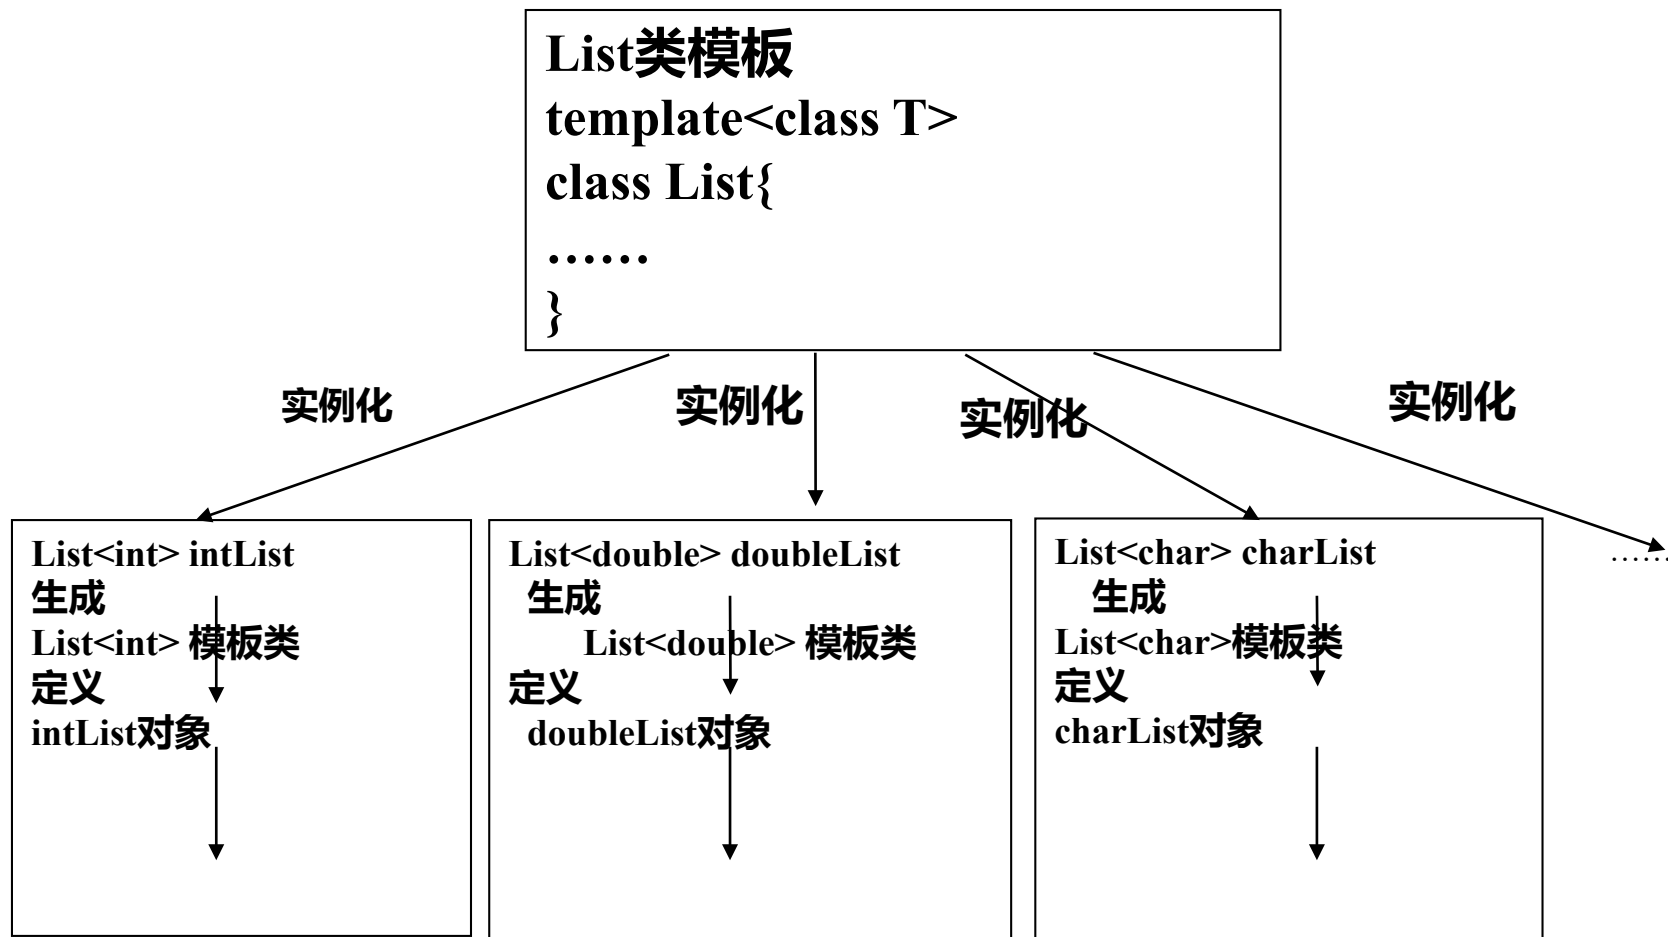 List类模板
template<class T>
class List{
……
}
实例化
实例化
实例化
实例化
List<int> intList
生成
List<int> 模板类
定义
intList对象
List<double> doubleList
生成
List<double> 模板类
定义
doubleList对象
List<char> charList
生成
List<char>模板类
定义
charList对象
……